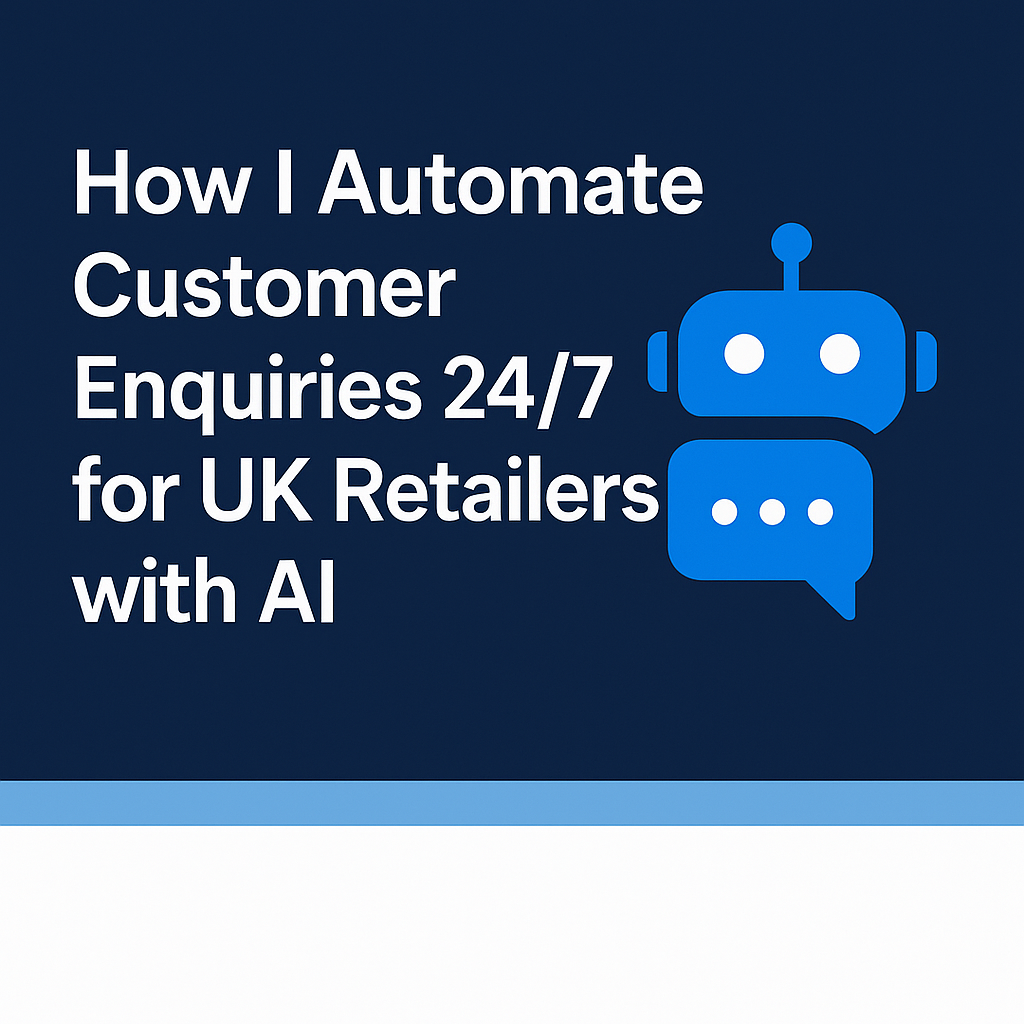 How I Automate
Customer
Enquiries 24/7
for UK Retailers
with AI